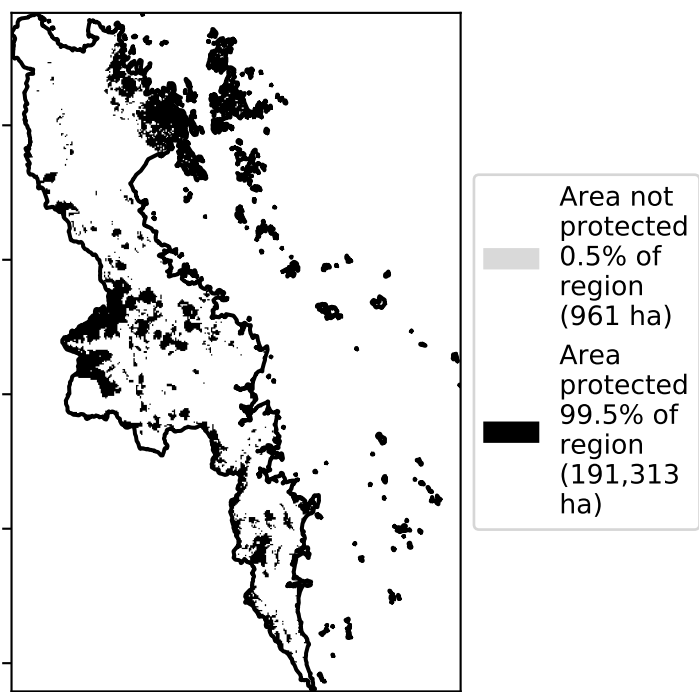 Area not
protected
0.5% of
region
(961 ha)
Area
protected
99.5% of
region
(191,313
ha)